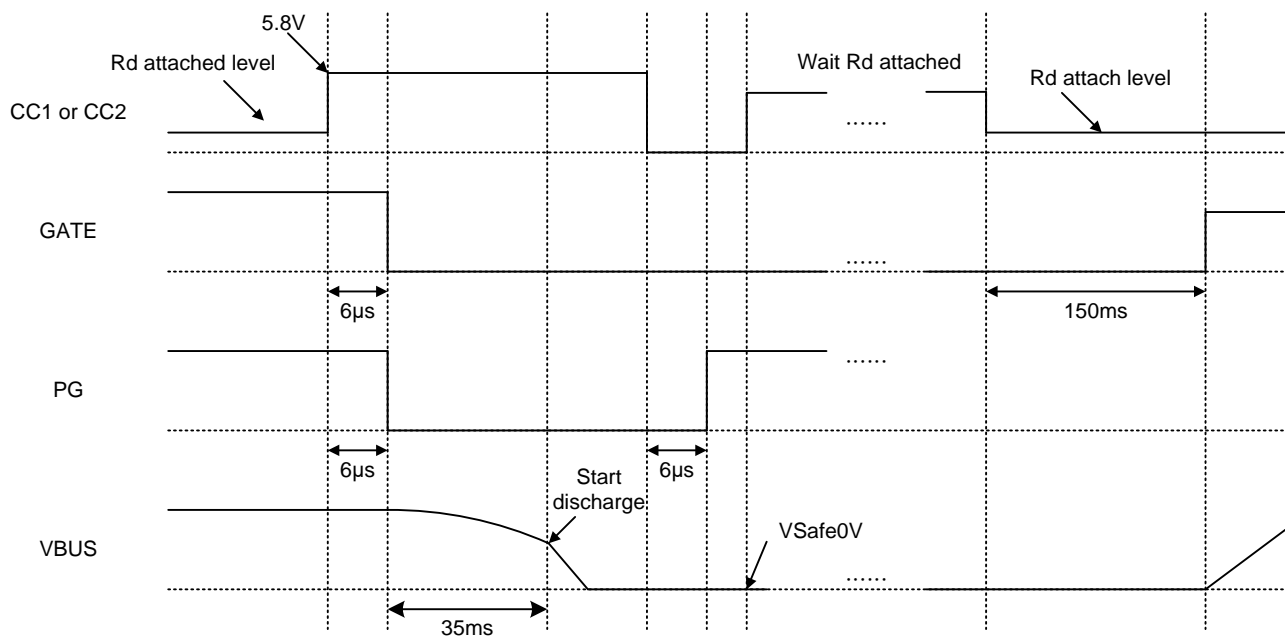 5.8V
Rd attached level
Wait Rd attached
Rd attach level
CC1 or CC2
......
GATE
......
6µs
150ms
......
PG
6µs
6µs
Start
discharge
VSafe0V
VBUS
......
35ms